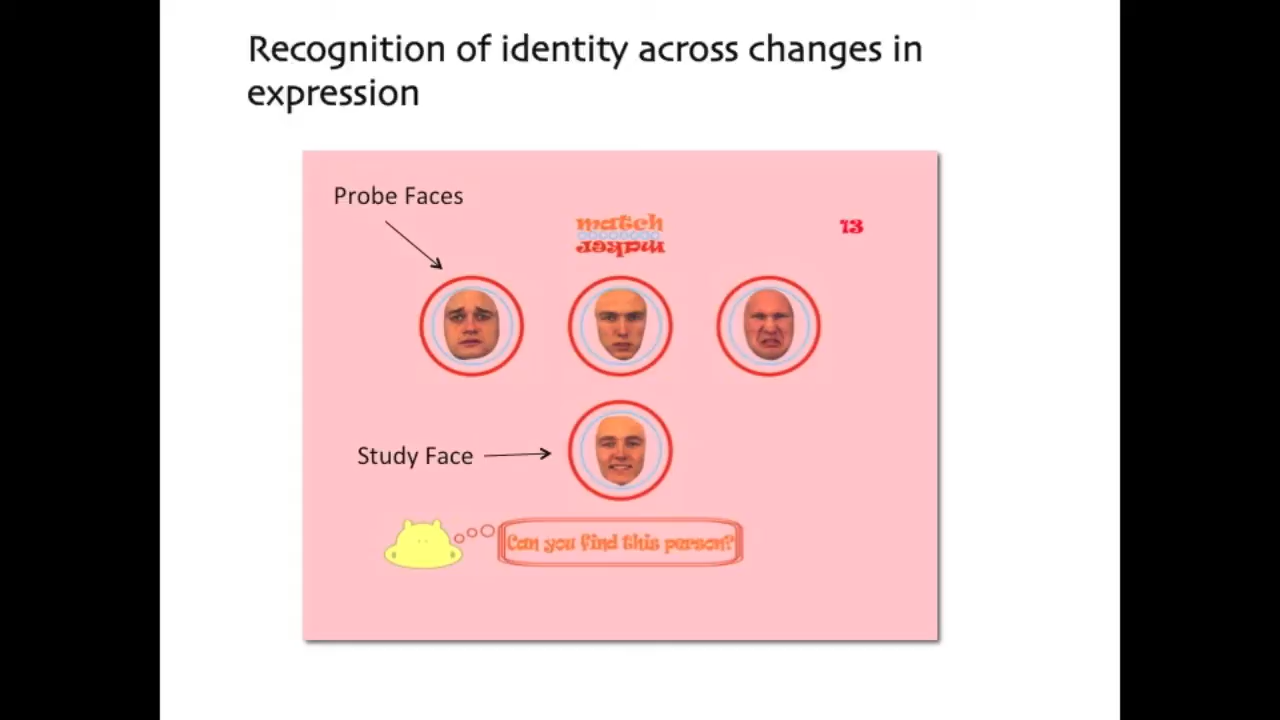 Recognition of identity across changes in
expression
Probe Faces
match
maker
13
Study Face
Can you find this person?